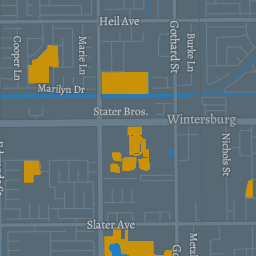 Heil Ave
Gothard St
Burke Ln
Cooper Ln
Marie Ln
Marilyn Dr
Stater Bros.
Wintersburg
Nichols St
Slater Ave